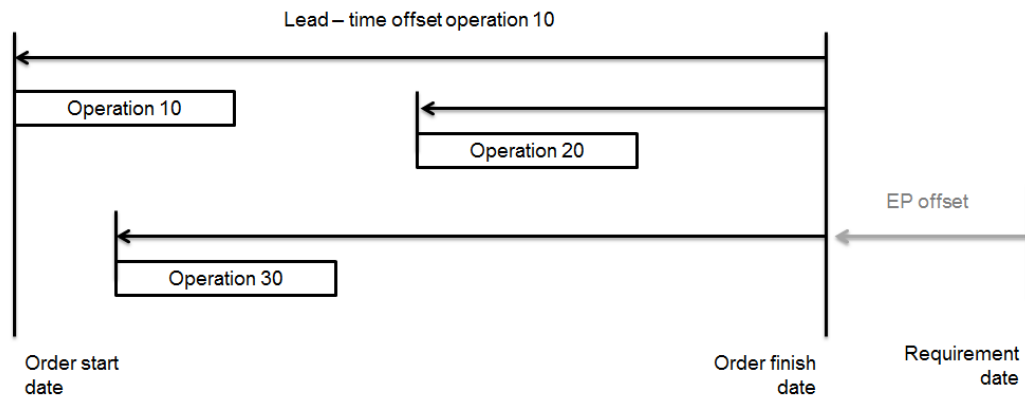 Lead – time offset operation 10
Operation 10
Operation 20
EP offset
Operation 30
Order start
date
Order finish
date
Requirement
date